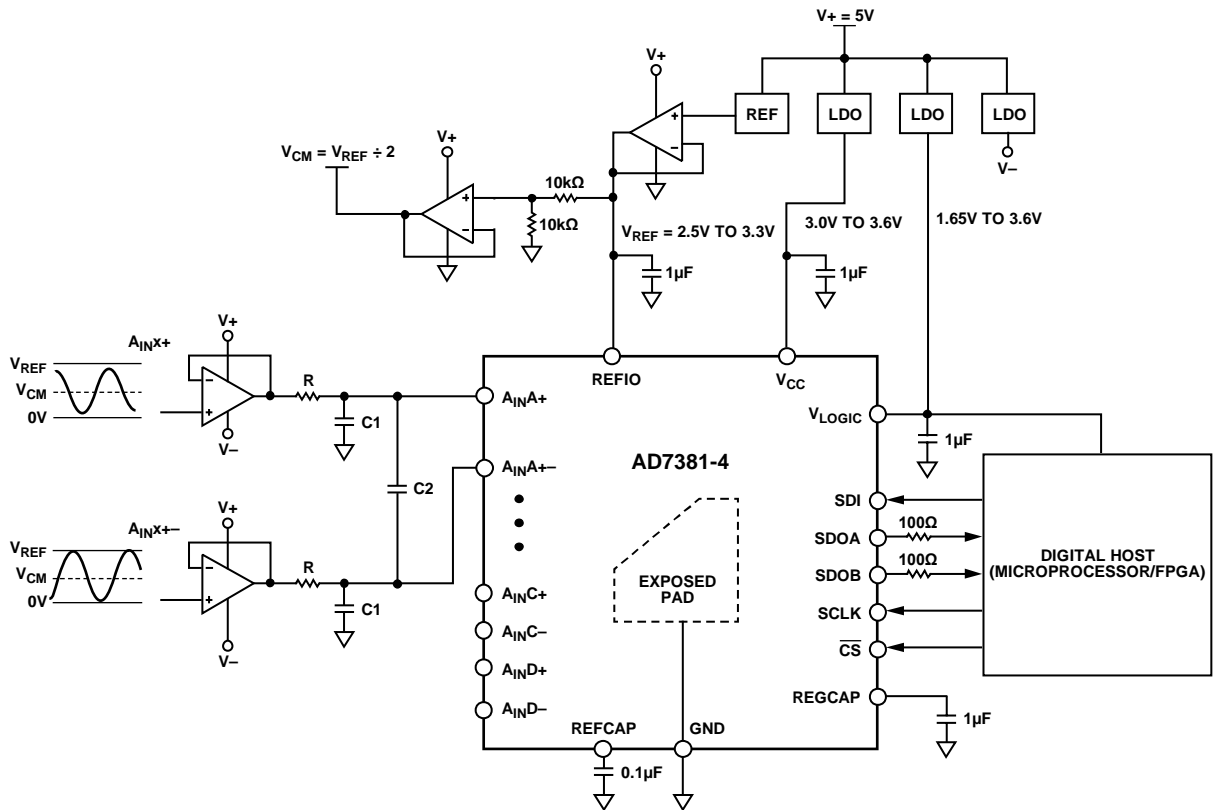 V+ = 5V
V+
REF
LDO
LDO
LDO
V–
+
–
V+
VCM = VREF ÷ 2
10kΩ
+
–
10kΩ
VREF = 2.5V TO 3.3V
3.0V TO 3.6V
1.65V TO 3.6V
1µF
1µF
AINx+
V+
VREF
VCM
0V
–
+
V–
R
C1
C2
REFIO
VCC
AINA+
VLOGIC
1µF
AINA+–
AD7381-4
AINx+–
V+
VREF
VCM
0V
–
+
V–
R
C1
SDI
SDOA
100Ω
SDOB
100Ω
SCLK
CS
REGCAP
1µF
DIGITAL HOST
(MICROPROCESSOR/FPGA)
EXPOSED
PAD
AINC+
AINC–
AIND+
AIND–
REFCAP
GND
0.1µF